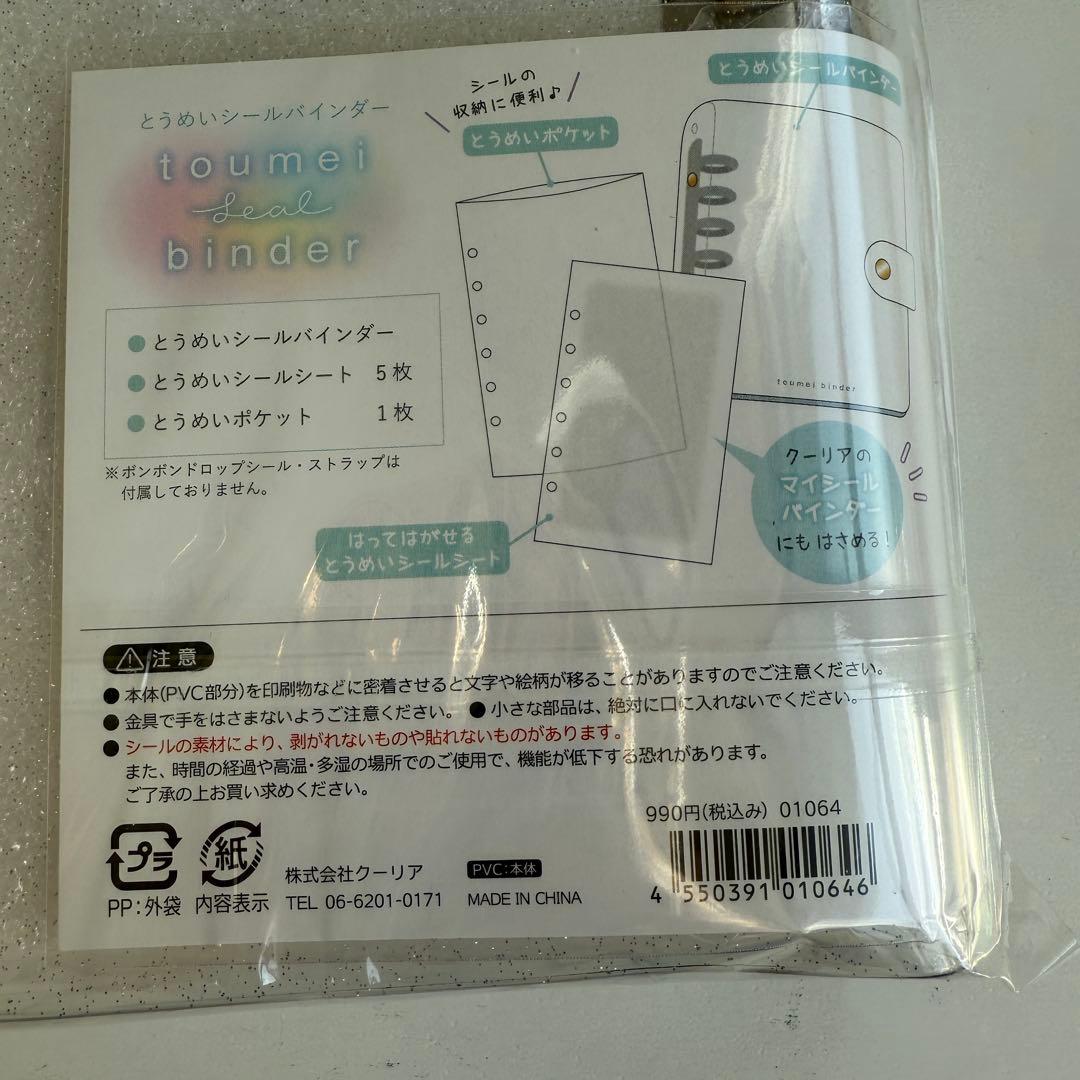 とうめいシールバインダー
toumei
seal
binder
●とうめいシールバインダー
●とうめいシールシート 5枚
●とうめいポケット 1枚
※ボンボンドロップシール・ストラップは
付属しておりません。
シールの
収納に便利♪
とうめいポケット
とうめいシールバインダー
toumei binder
クーリアの
マイシール
バインダー
にもはさめる!
はってはがせる
とうめいシールシート
注意
●本体(PVC部分)を印刷物などに密着させると文字や絵柄が移ることがありますのでご注意ください。
●金具で手をはさまないようご注意ください。 ●小さな部品は、絶対に口に入れないでください。
●シールの素材により、剥がれないものや貼れないものがあります。
また、時間の経過や高温・多湿の場所でのご使用で、機能が低下する恐れがあります。
ご了承の上お買い求めください。
990円(税込み) 01064
プラ
PP:外袋
紙
内容表示
株式会社クーリア
TEL 06-6201-0171
PVC:本体
MADE IN CHINA
4 550391 010646